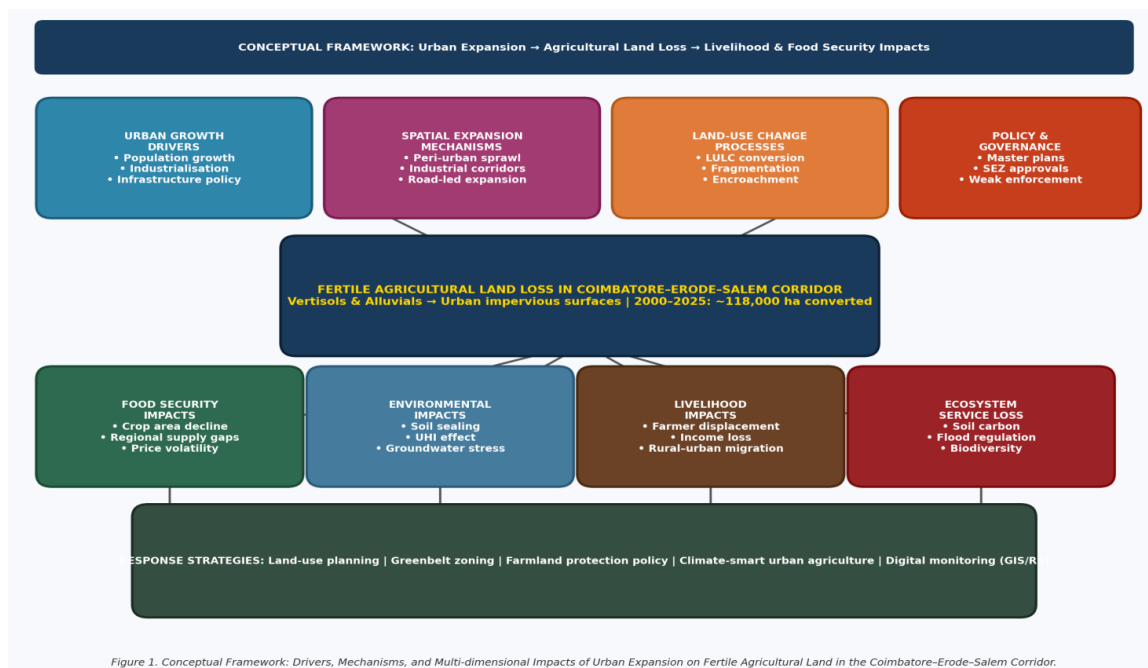 CONCEPTUAL FRAMEWORK: Urban Expansion → Agricultural Land Loss → Livelihood & Food Security Impacts
URBAN GROWTH
DRIVERS
• Population growth
• Industrialisation
• Infrastructure policy
SPATIAL EXPANSION
MECHANISMS
• Peri-urban sprawl
• Industrial corridors
• Road-led expansion
LAND-USE CHANGE
PROCESSES
• LULC conversion
• Fragmentation
• Encroachment
POLICY &
GOVERNANCE
• Master plans
• SEZ approvals
• Weak enforcement
FERTILE AGRICULTURAL LAND LOSS IN COIMBATORE–ERODE–SALEM CORRIDOR
Vertisols & Alluvials → Urban impervious surfaces | 2000–2025: ~118,000 ha converted
FOOD SECURITY
IMPACTS
• Crop area decline
• Regional supply gaps
• Price volatility
ENVIRONMENTAL
IMPACTS
• Soil sealing
• UHI effect
• Groundwater stress
LIVELIHOOD
IMPACTS
• Farmer displacement
• Income loss
• Rural–urban migration
ECOSYSTEM
SERVICE LOSS
• Soil carbon
• Flood regulation
• Biodiversity
ESPONSE STRATEGIES: Land-use planning | Greenbelt zoning | Farmland protection policy | Climate-smart urban agriculture | Digital monitoring (GIS/R
Figure 1. Conceptual Framework: Drivers, Mechanisms, and Multi-dimensional Impacts of Urban Expansion on Fertile Agricultural Land in the Coimbatore–Erode–Salem Corridor.